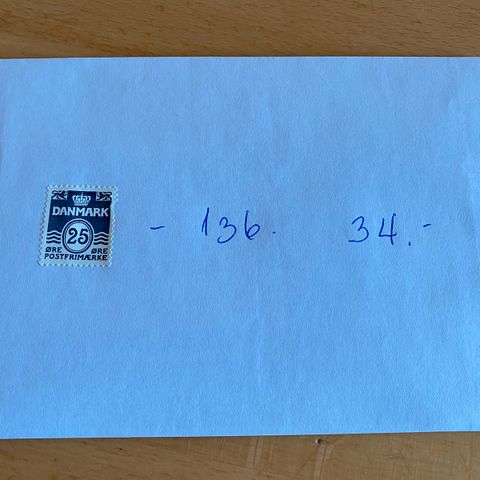 DANMARK
25
ØRE ØRE
POSTFRIMÆRKE
- 136. 34.-